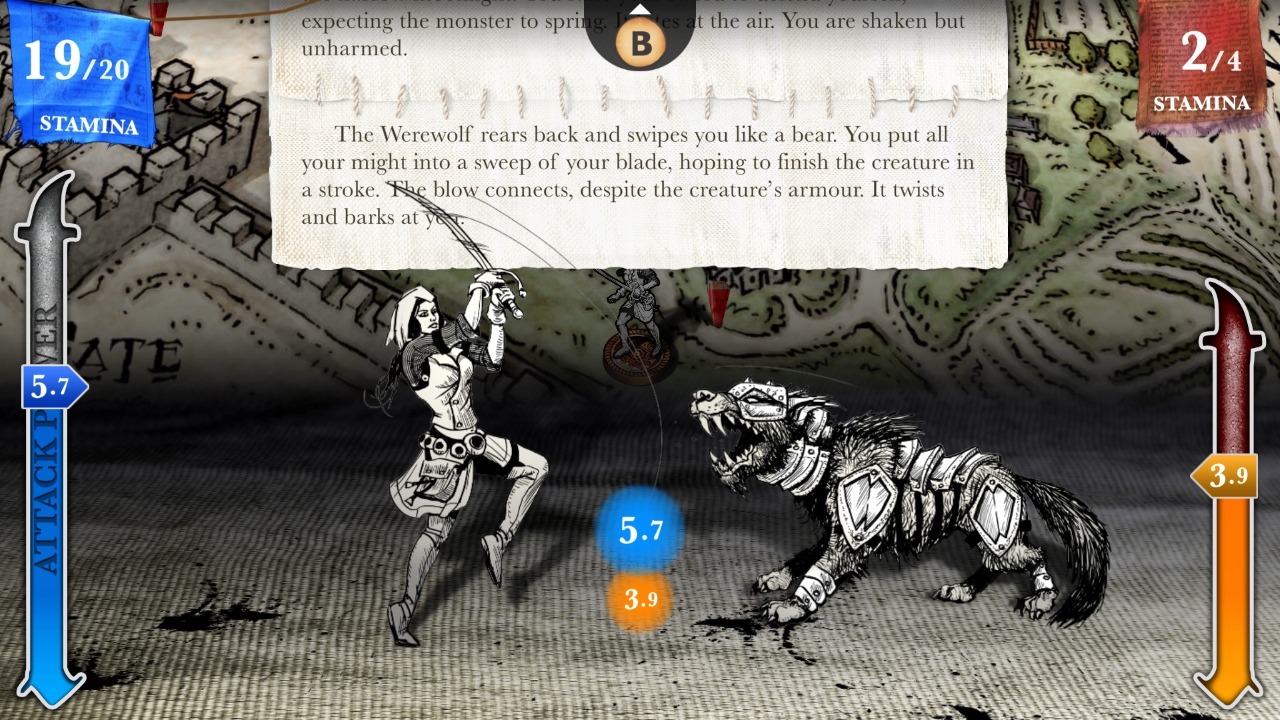 19/20
STAMINA
expecting the monster to spring. at the air. You are shaken but
unharmed.
B
2/4
STAMINA
The Werewolf rears back and swipes you like a bear. You put all
your might into a sweep of your blade, hoping to finish the creature in
a stroke. The blow connects, despite the creature's armour. It twists
and barks at you.
ATE
5.7
ATTACK P VER
3.9
5.7
3.9